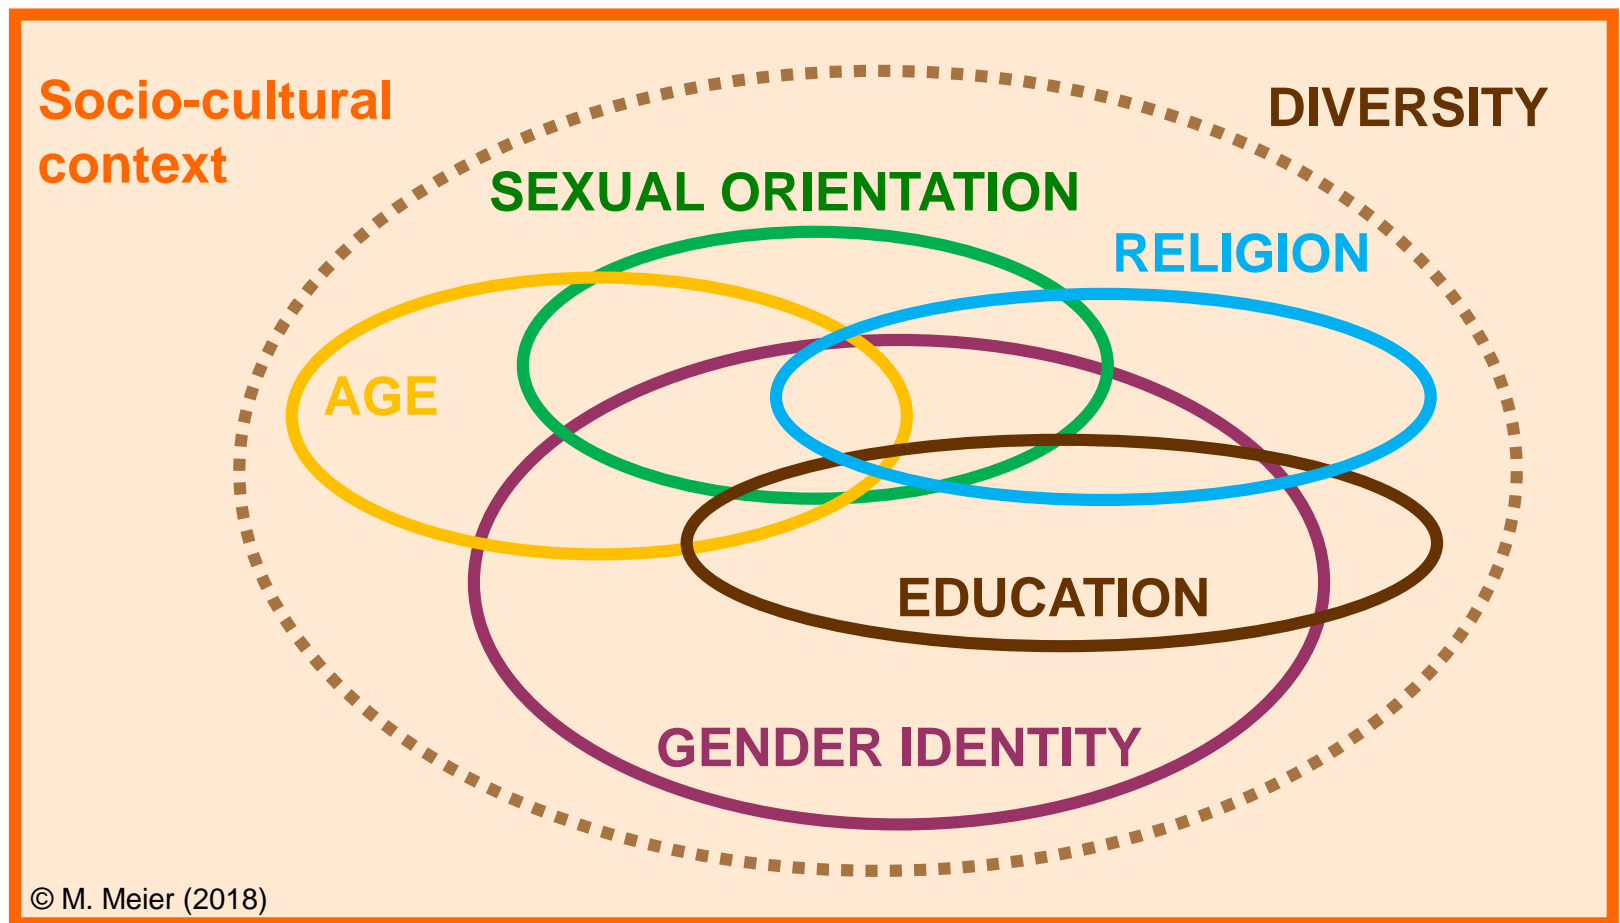 Socio-cultural
context
DIVERSITY
SEXUAL ORIENTATION
RELIGION
AGE
EDUCATION
GENDER IDENTITY
© M. Meier (2018)